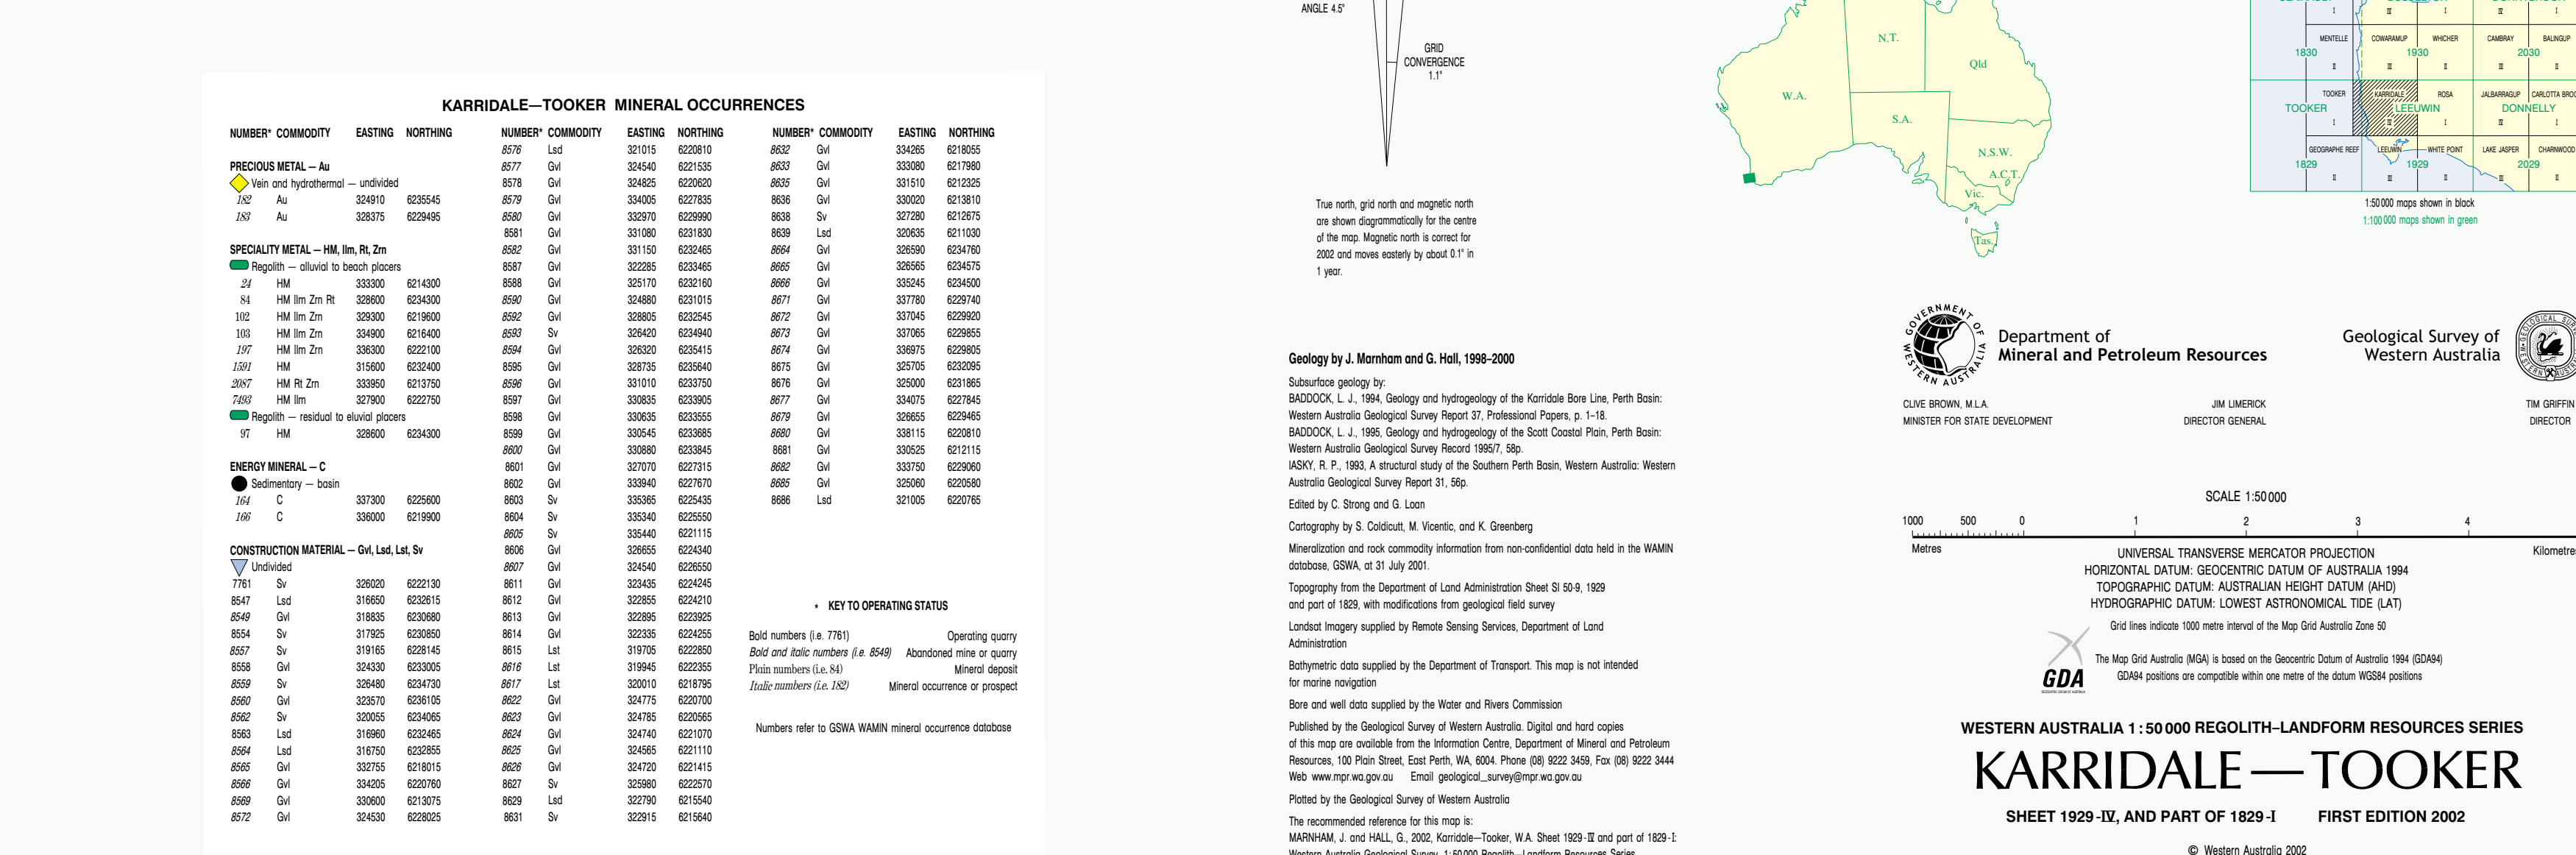 KARRIDALE—TOOKER MINERAL OCCURRENCES
NUMBER* COMMODITY EASTING NORTHING
PRECIOUS METAL — Au
Vein and hydrothermal — undivided
182 Au 324910 6235545
183 Au 328375 6229495
SPECIALITY METAL — HM, Ilm, Rt, Zrn
Regolith — alluvial to beach placers
24 HM 333300 6214300
84 HM Ilm Zrn Rt 328600 6234300
102 HM Ilm Zrn 329300 6219600
103 HM Ilm Zrn 334900 6216400
197 HM Ilm Zrn 336300 6222100
1591 HM 315600 6232400
2087 HM Rt Zrn 333950 6213750
7493 HM Ilm 327900 6222750
Regolith — residual to eluvial placers
97 HM 328600 6234300
ENERGY MINERAL — C
Sedimentary — basin
164 C 337300 6225600
166 C 336000 6219900
CONSTRUCTION MATERIAL — Gvl, Lsd, Lst, Sv
Undivided
7761 Sv 326020 6222130
8547 Lsd 316650 6232615
8549 Gvl 318835 6230680
8554 Sv 317925 6230850
8557 Sv 319165 6228145
8558 Gvl 324330 6233005
8559 Sv 326480 6234730
8560 Gvl 323570 6236105
8562 Sv 320055 6234065
8563 Lsd 316960 6232465
8564 Lsd 316750 6232855
8565 Gvl 332755 6218015
8566 Gvl 334205 6220760
8569 Gvl 330600 6213075
8572 Gvl 324530 6228025
NUMBER* COMMODITY EASTING NORTHING
8576 Lsd 321015 6220810
8577 Gvl 324540 6221535
8578 Gvl 324825 6220620
8579 Gvl 334005 6227835
8580 Gvl 332970 6229990
8581 Gvl 331080 6231830
8582 Gvl 331150 6232465
8587 Gvl 322285 6233465
8588 Gvl 325170 6232160
8590 Gvl 324880 6231015
8592 Gvl 328805 6232545
8593 Sv 326420 6234940
8594 Gvl 326320 6235415
8595 Gvl 328735 6235640
8596 Gvl 331010 6233750
8597 Gvl 330835 6233905
8598 Gvl 330635 6233555
8599 Gvl 330545 6233685
8600 Gvl 330880 6233845
8601 Gvl 327070 6227315
8602 Gvl 333940 6227670
8603 Sv 335365 6225435
8604 Sv 335340 6225550
8605 Sv 335440 6221115
8606 Gvl 326655 6224340
8607 Gvl 324540 6226550
8611 Gvl 323435 6224245
8612 Gvl 322855 6224210
8613 Gvl 322895 6223925
8614 Gvl 322335 6224255
8615 Lst 319705 6222850
8616 Lst 319945 6222355
8617 Lst 320010 6218795
8622 Gvl 324775 6220700
8623 Gvl 324785 6220565
8624 Gvl 324740 6221070
8625 Gvl 324565 6221110
8626 Gvl 324720 6221415
8627 Sv 325980 6222570
8629 Lsd 322790 6215540
8631 Sv 322915 6215640
NUMBER* COMMODITY EASTING NORTHING
8632 Gvl 334265 6218055
8633 Gvl 333080 6217980
8635 Gvl 331510 6212325
8636 Gvl 330020 6213810
8638 Sv 327280 6212675
8639 Lsd 320635 6211030
8664 Gvl 326590 6234760
8665 Gvl 326565 6234575
8666 Gvl 335245 6234500
8671 Gvl 337780 6229740
8672 Gvl 337045 6229920
8673 Gvl 337065 6229855
8674 Gvl 336975 6229805
8675 Gvl 325705 6232095
8676 Gvl 325000 6231865
8677 Gvl 334075 6227845
8679 Gvl 326655 6229465
8680 Gvl 338115 6220810
8681 Gvl 330525 6212115
8682 Gvl 333750 6229060
8685 Gvl 325060 6220580
8686 Lsd 321005 6220765
* KEY TO OPERATING STATUS
Bold numbers (i.e. 7761) Operating quarry
Bold and italic numbers (i.e. 8549) Abandoned mine or quarry
Plain numbers (i.e. 84) Mineral deposit
Italic numbers (i.e. 182) Mineral occurrence or prospect
Numbers refer to GSWA WAMIN mineral occurrence database
ANGLE 4.5°
GRID
CONVERGENCE
1.1°
True north, grid north and magnetic north
are shown diagrammatically for the centre
of the map. Magnetic north is correct for
2002 and moves easterly by about 0.1° in
1 year.
Geology by J. Marnham and G. Hall, 1998–2000
Subsurface geology by:
BADDOCK, L. J., 1994, Geology and hydrogeology of the Karridale Bore Line, Perth Basin:
Western Australia Geological Survey Report 37, Professional Papers, p. 1–18.
BADDOCK, L. J., 1995, Geology and hydrogeology of the Scott Coastal Plain, Perth Basin:
Western Australia Geological Survey Record 1995/7, 58p.
IASKY, R. P., 1993, A structural study of the Southern Perth Basin, Western Australia: Western
Australia Geological Survey Report 31, 56p.
Edited by C. Strong and G. Loan
Cartography by S. Coldicutt, M. Vicentic, and K. Greenberg
Mineralization and rock commodity information from non-confidential data held in the WAMIN
database, GSWA, at 31 July 2001.
Topography from the Department of Land Administration Sheet SI 50-9, 1929
and part of 1829, with modifications from geological field survey
Landsat Imagery supplied by Remote Sensing Services, Department of Land
Administration
Bathymetric data supplied by the Department of Transport. This map is not intended
for marine navigation
Bore and well data supplied by the Water and Rivers Commission
Published by the Geological Survey of Western Australia. Digital and hard copies
of this map are available from the Information Centre, Department of Mineral and Petroleum
Resources, 100 Plain Street, East Perth, WA, 6004. Phone (08) 9222 3459, Fax (08) 9222 3444
Web www.mpr.wa.gov.au Email geological_survey@mpr.wa.gov.au
Plotted by the Geological Survey of Western Australia
The recommended reference for this map is:
MARNHAM, J. and HALL, G., 2002, Karridale—Tooker, W.A. Sheet 1929-IV and part of 1829-I:
Western Australia Geological Survey, 1:50 000 Regolith–Landform Resources Series
N.T.
Qld
W.A.
S.A.
N.S.W.
A.C.T.
Vic.
Tas.
I II I IV I
MENTELLE COWARAMUP WHICHER CAMBRAY BALINGUP
1830 1930 2030
II III II III II
TOOKER KARRIDALE ROSA JALBARRAGUP CARLOTTA BROO
TOOKER LEEUWIN DONNELLY
I IV I IV I
GEOGRAPHE REEF LEEUWIN WHITE POINT LAKE JASPER CHARNWOOD
1829 1929 2029
II III II III II
1:50 000 maps shown in black
1:100 000 maps shown in green
GOVERNMENT OF WESTERN AUSTRALIA
Department of
Mineral and Petroleum Resources
Geological Survey of
Western Australia
CLIVE BROWN, M.L.A.
MINISTER FOR STATE DEVELOPMENT
JIM LIMERICK
DIRECTOR GENERAL
TIM GRIFFIN
DIRECTOR
SCALE 1:50 000
1000 500 0 1 2 3 4
Metres Kilometres
UNIVERSAL TRANSVERSE MERCATOR PROJECTION
HORIZONTAL DATUM: GEOCENTRIC DATUM OF AUSTRALIA 1994
TOPOGRAPHIC DATUM: AUSTRALIAN HEIGHT DATUM (AHD)
HYDROGRAPHIC DATUM: LOWEST ASTRONOMICAL TIDE (LAT)
Grid lines indicate 1000 metre interval of the Map Grid Australia Zone 50
GDA
The Map Grid Australia (MGA) is based on the Geocentric Datum of Australia 1994 (GDA94)
GDA94 positions are compatible within one metre of the datum WGS84 positions
WESTERN AUSTRALIA 1:50 000 REGOLITH–LANDFORM RESOURCES SERIES
KARRIDALE — TOOKER
SHEET 1929-IV, AND PART OF 1829-I FIRST EDITION 2002
© Western Australia 2002